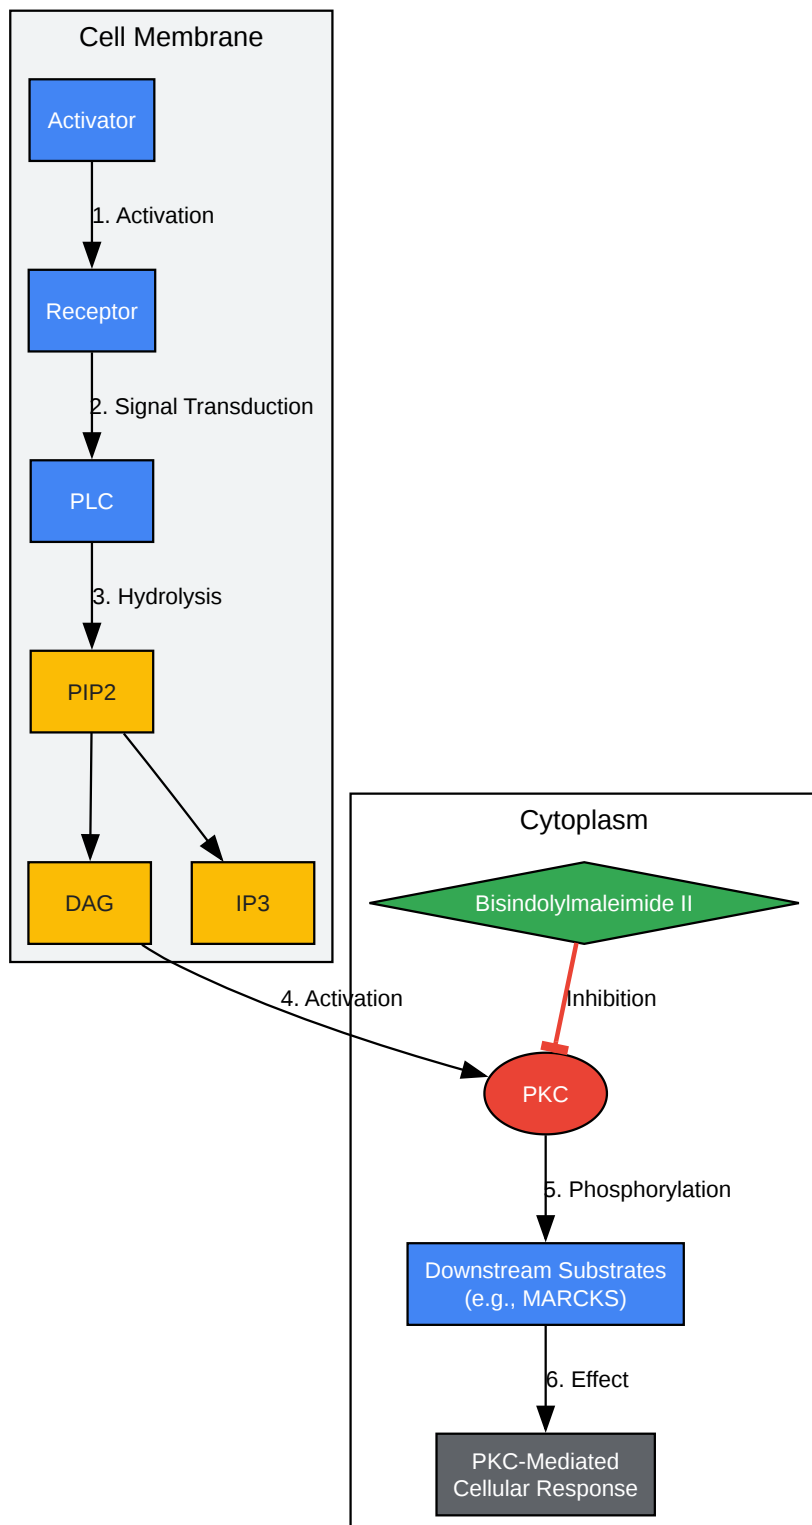 Cell Membrane
Activator
1. Activation
Receptor
2. Signal Transduction
PLC
3. Hydrolysis
PIP2
DAG
IP3
Cytoplasm
Bisindolylmaleimide II
4. Activation
Inhibition
PKC
5. Phosphorylation
Downstream Substrates
(e.g., MARCKS)
6. Effect
PKC-Mediated
Cellular Response